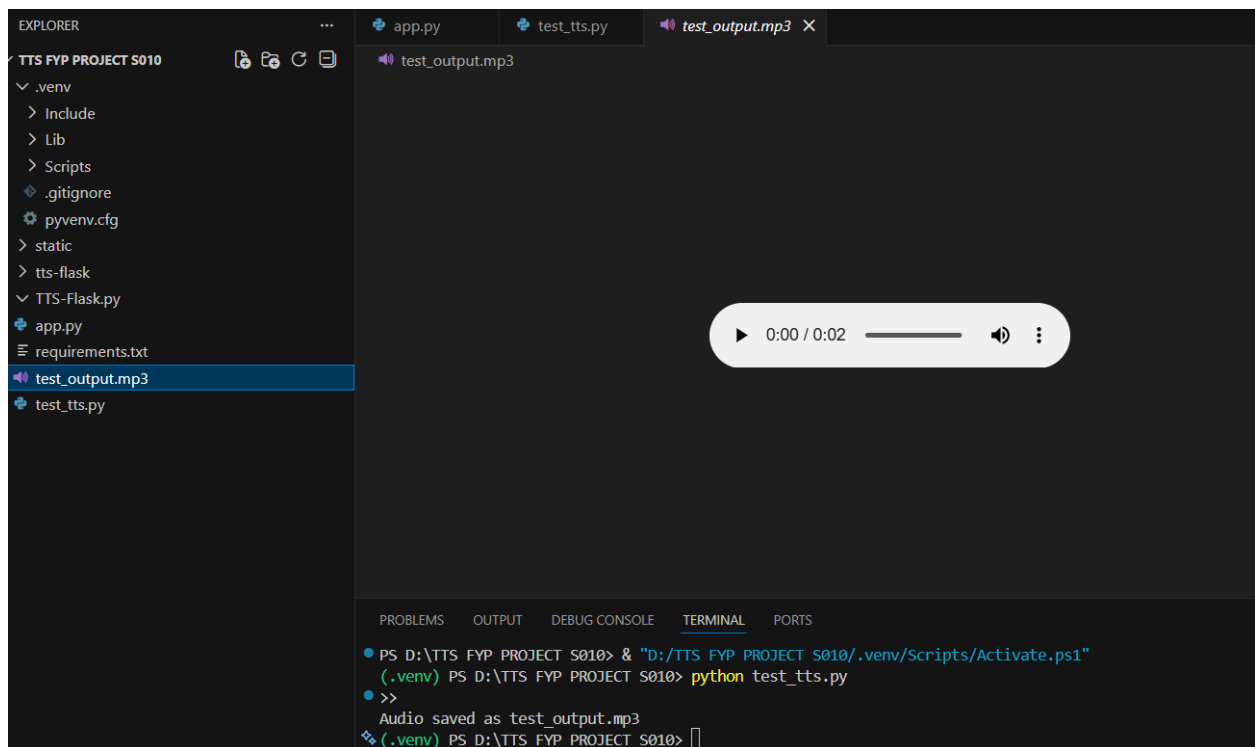 EXPLORER
TTS FYP PROJECT S010
.venv
Include
Lib
Scripts
.gitignore
pyvenv.cfg
static
tts-flask
TTS-Flask.py
app.py
requirements.txt
test_output.mp3
test_tts.py
app.py test_tts.py test_output.mp3
test_output.mp3
0:00 / 0:02
PROBLEMS OUTPUT DEBUG CONSOLE TERMINAL PORTS
PS D:\TTS FYP PROJECT S010> & "D:/TTS FYP PROJECT S010/.venv/Scripts/Activate.ps1"
(.venv) PS D:\TTS FYP PROJECT S010> python test_tts.py
>>
Audio saved as test_output.mp3
(.venv) PS D:\TTS FYP PROJECT S010>